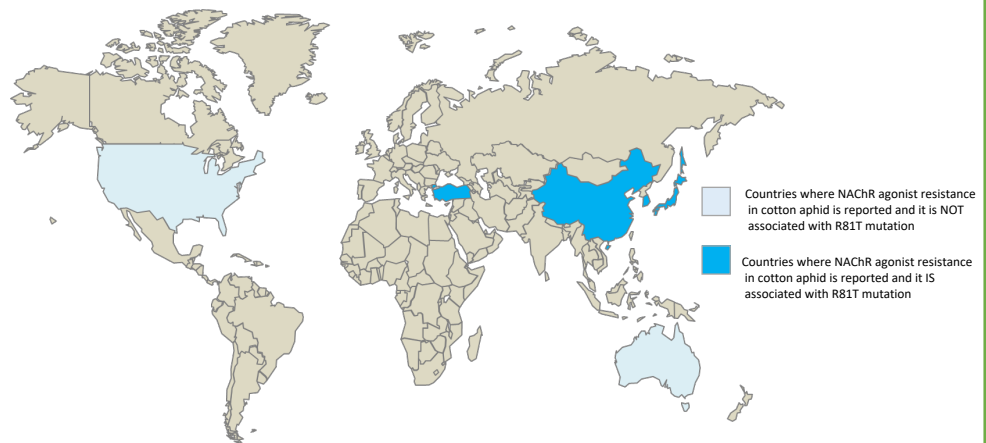 Countries where NAChR agonist resistance
in cotton aphid is reported and it is NOT
associated with R81T mutation
Countries where NAChR agonist resistance
in cotton aphid is reported and it IS
associated with R81T mutation